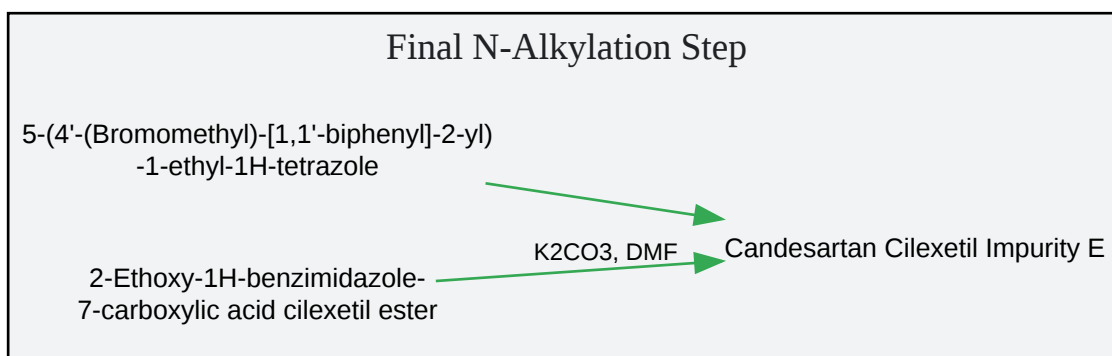 Final N-Alkylation Step
5-(4'-(Bromomethyl)-[1,1'-biphenyl]-2-yl)
-1-ethyl-1H-tetrazole
K2CO3, DMF
Candesartan Cilexetil Impurity E
2-Ethoxy-1H-benzimidazole-
7-carboxylic acid cilexetil ester